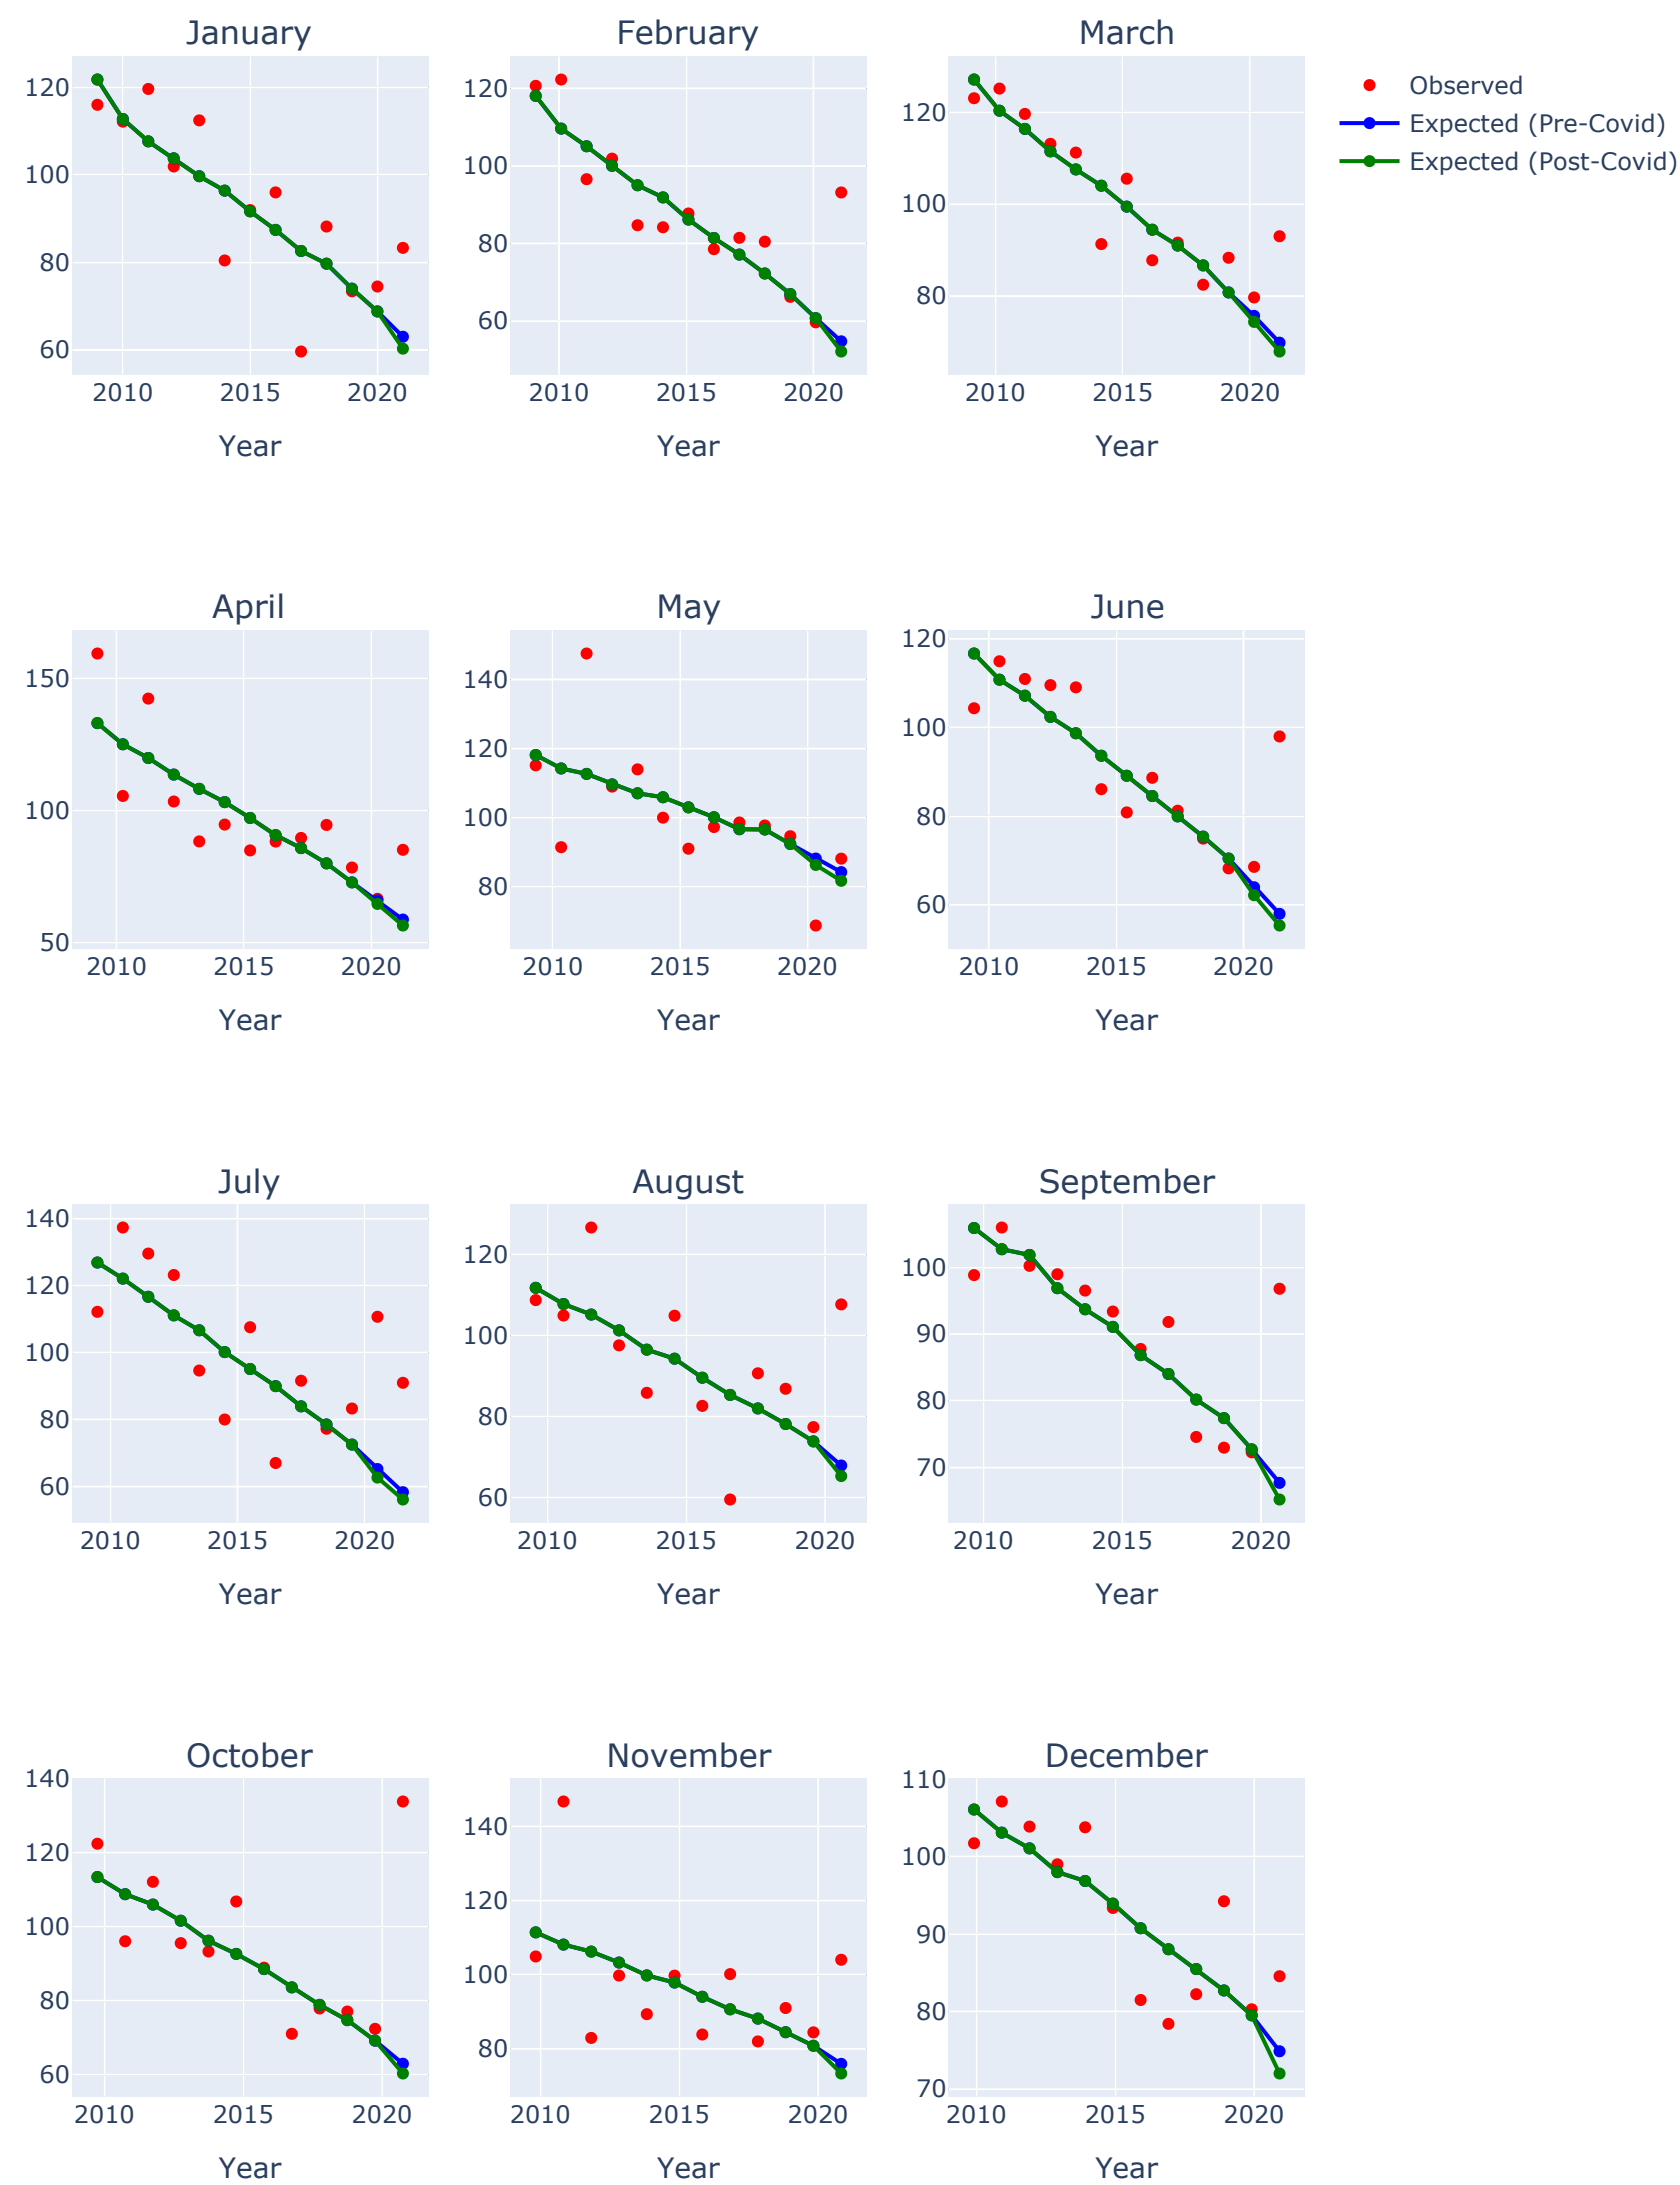 January February March
120
100
80
60
2010 2015 2020
Year
120
100
80
60
2010 2015 2020
Year
120
100
80
2010 2015 2020
Year
Observed
Expected (Pre-Covid)
Expected (Post-Covid)
April May June
150
100
50
2010 2015 2020
Year
140
120
100
80
2010 2015 2020
Year
120
100
80
60
2010 2015 2020
Year
July August September
140
120
100
80
60
2010 2015 2020
Year
120
100
80
60
2010 2015 2020
Year
100
90
80
70
2010 2015 2020
Year
October November December
140
120
100
80
60
2010 2015 2020
Year
140
120
100
80
2010 2015 2020
Year
110
100
90
80
70
2010 2015 2020
Year